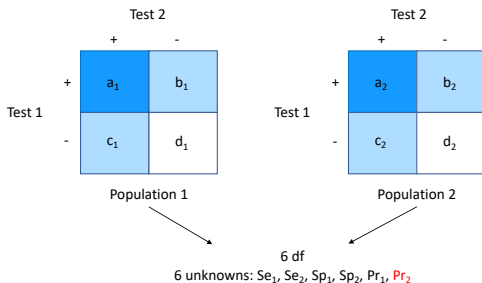 Test 2
Test 2
+ -
+ -
Test 1
+ a₁ b₁
- c₁ d₁
Test 1
+ a₂ b₂
- c₂ d₂
Population 1
Population 2
6 df
6 unknowns: Se₁, Se₂, Sp₁, Sp₂, Pr₁, Pr₂